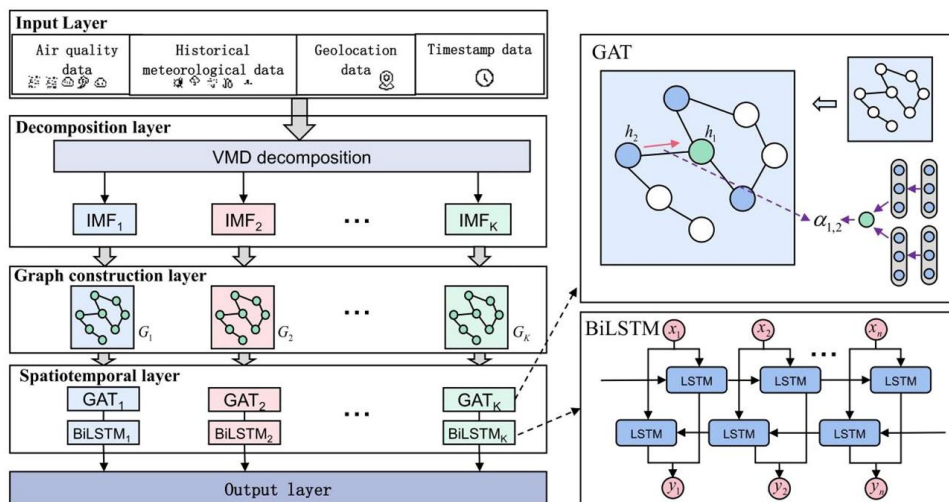 Input Layer
Air quality data
Historical meteorological data
Geolocation data
Timestamp data
Decomposition layer
VMD decomposition
IMF1
IMF2
...
IMFK
Graph construction layer
G1
G2
...
GK
Spatiotemporal layer
GAT1
GAT2
...
GATK
BiLSTM1
BiLSTM2
BiLSTMK
Output layer
GAT
h2
h1
α1,2
BiLSTM
x1
x2
...
xn
LSTM
LSTM
LSTM
LSTM
LSTM
LSTM
y1
y2
yn